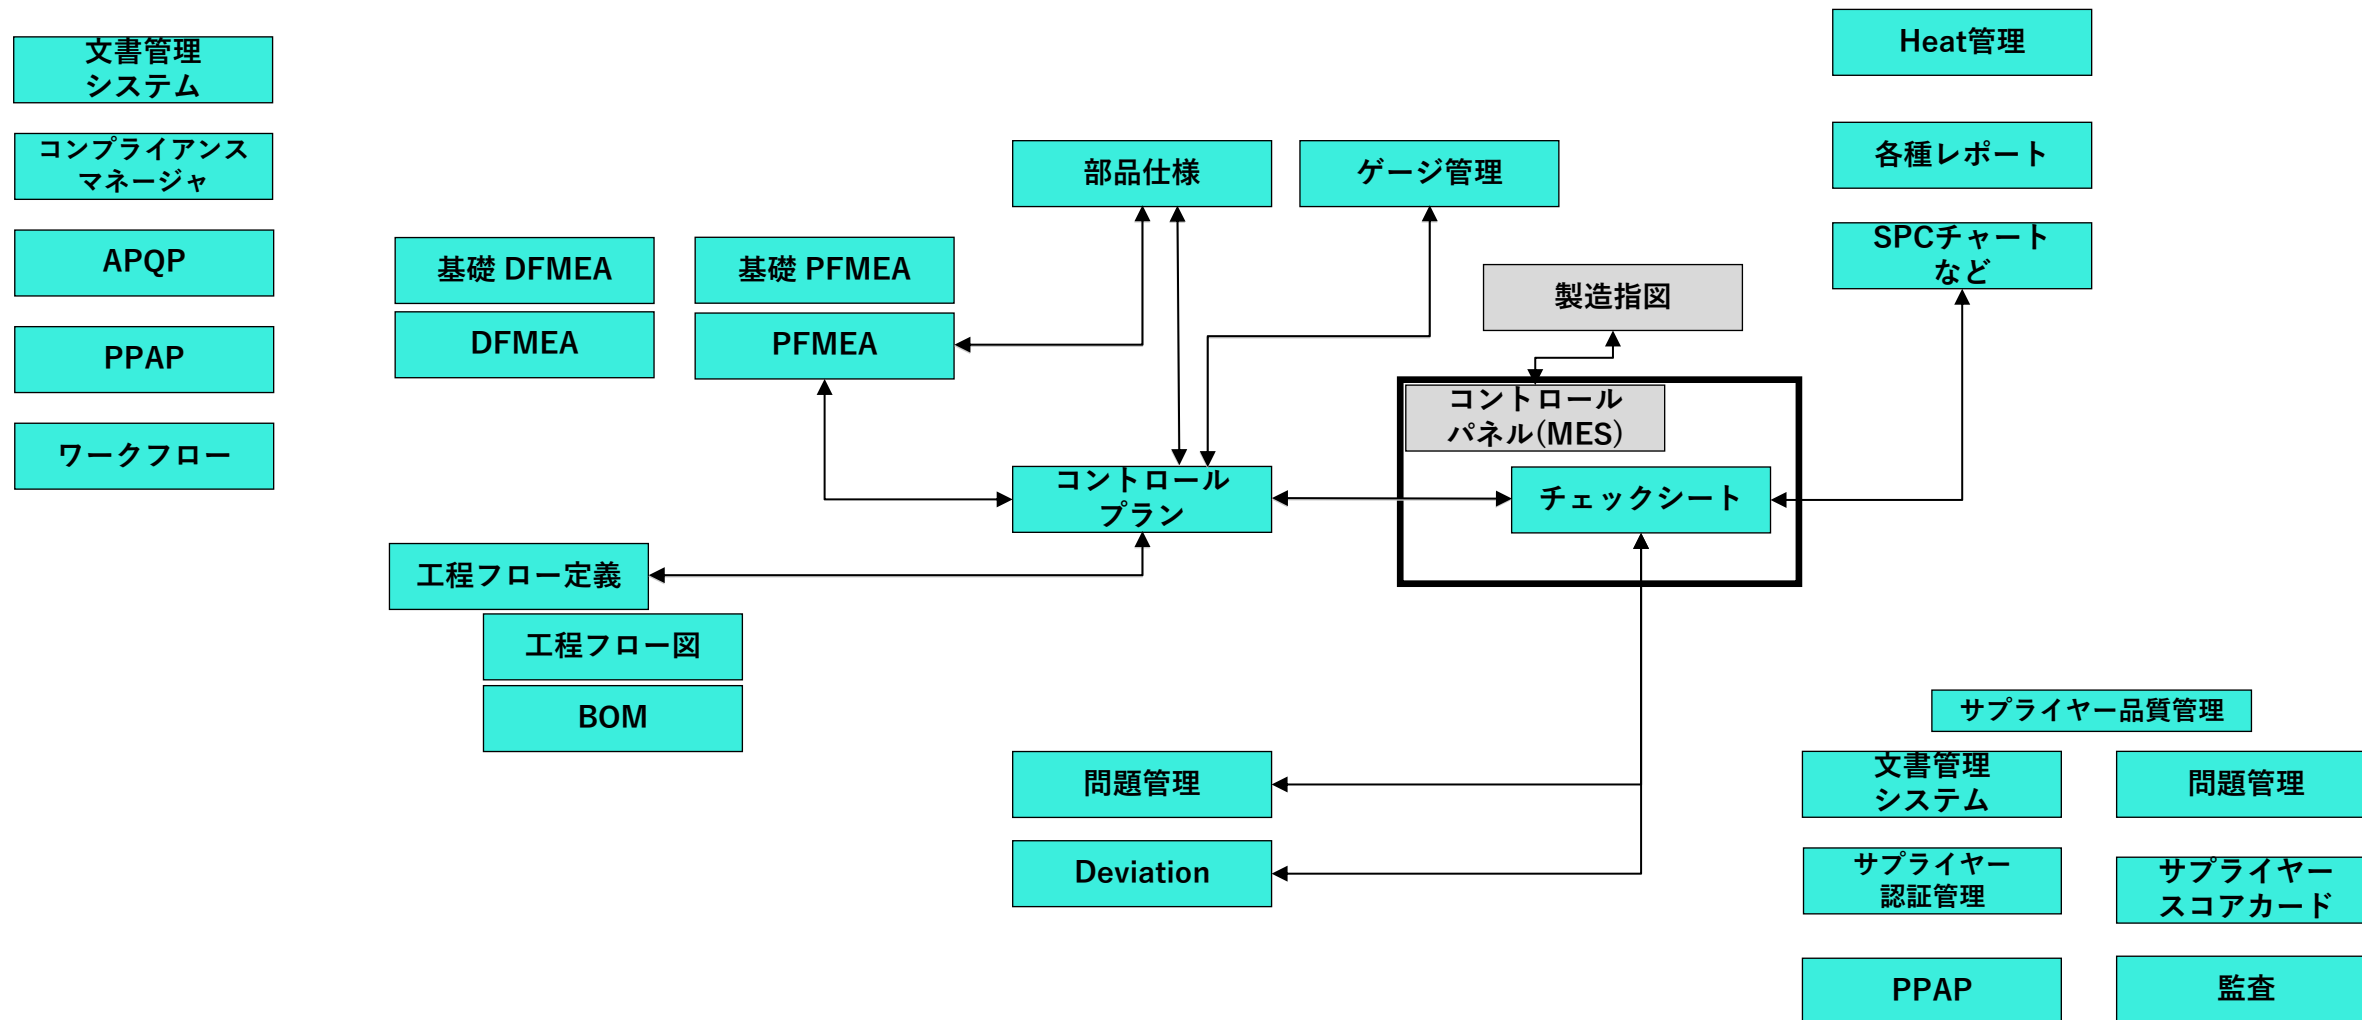 文書管理
システム
コンプライアンス
マネージャ
APQP
PPAP
ワークフロー
基礎 DFMEA
DFMEA
基礎 PFMEA
PFMEA
部品仕様
ゲージ管理
製造指図
コントロール
パネル(MES)
コントロール
プラン
チェックシート
Heat管理
各種レポート
SPCチャート
など
工程フロー定義
工程フロー図
BOM
問題管理
Deviation
サプライヤー品質管理
文書管理
システム
問題管理
サプライヤー
認証管理
サプライヤー
スコアカード
PPAP
監査